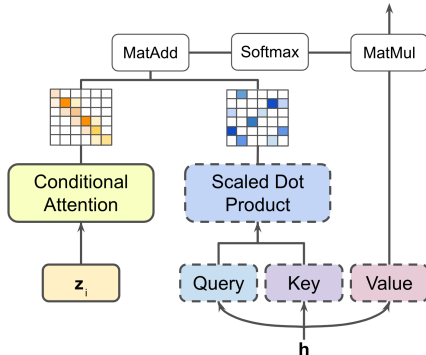 MatAdd
Softmax
MatMul
Conditional
Attention
Scaled Dot
Product
z i
Query
Key
Value
h